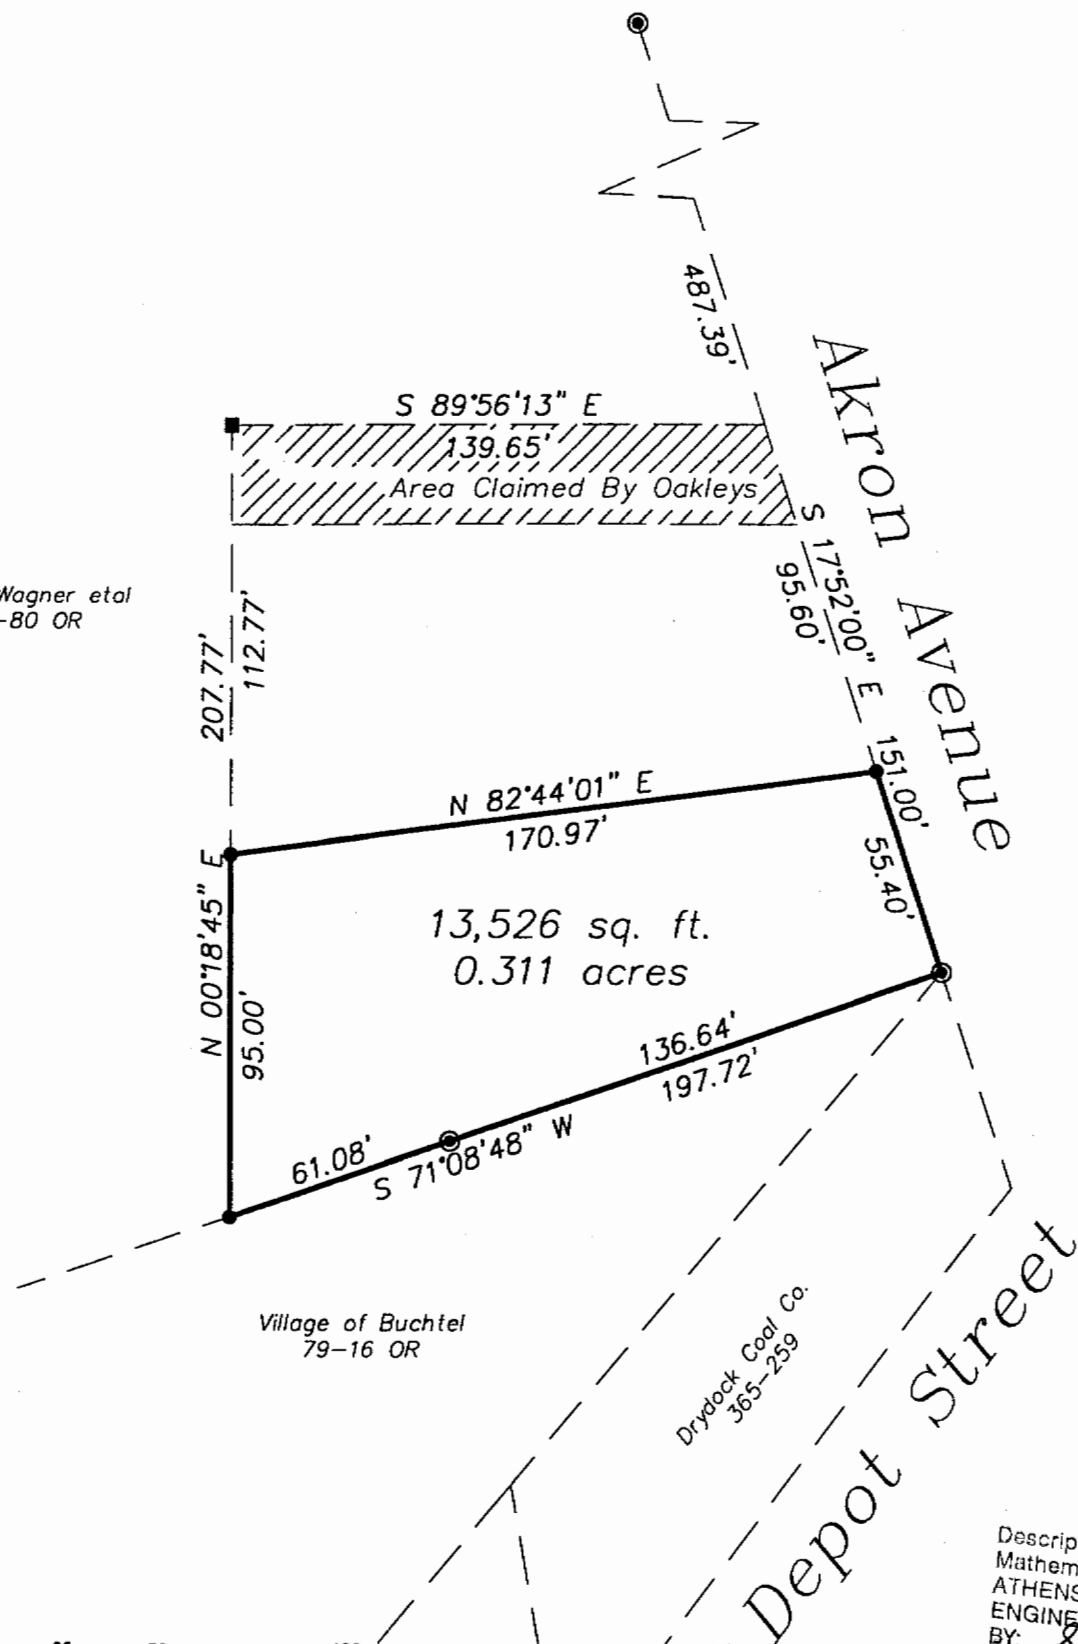 487.39'
Akron Avenue
S 89°56'13" E
139.65'
Area Claimed By Oakleys
S 17°52'00" E
95.60'
Wagner etal
-80 OR
207.77'
112.77'
151.00'
N 82°44'01" E
170.97'
55.40'
N 00°18'45" E
95.00'
13,526 sq. ft.
0.311 acres
136.64'
197.72'
61.08'
S 71°08'48" W
Village of Buchtel
79-16 OR
Drydock Coal Co.
365-259
Depot Street
Descrip
Mathem
ATHENS
ENGINE
BY: